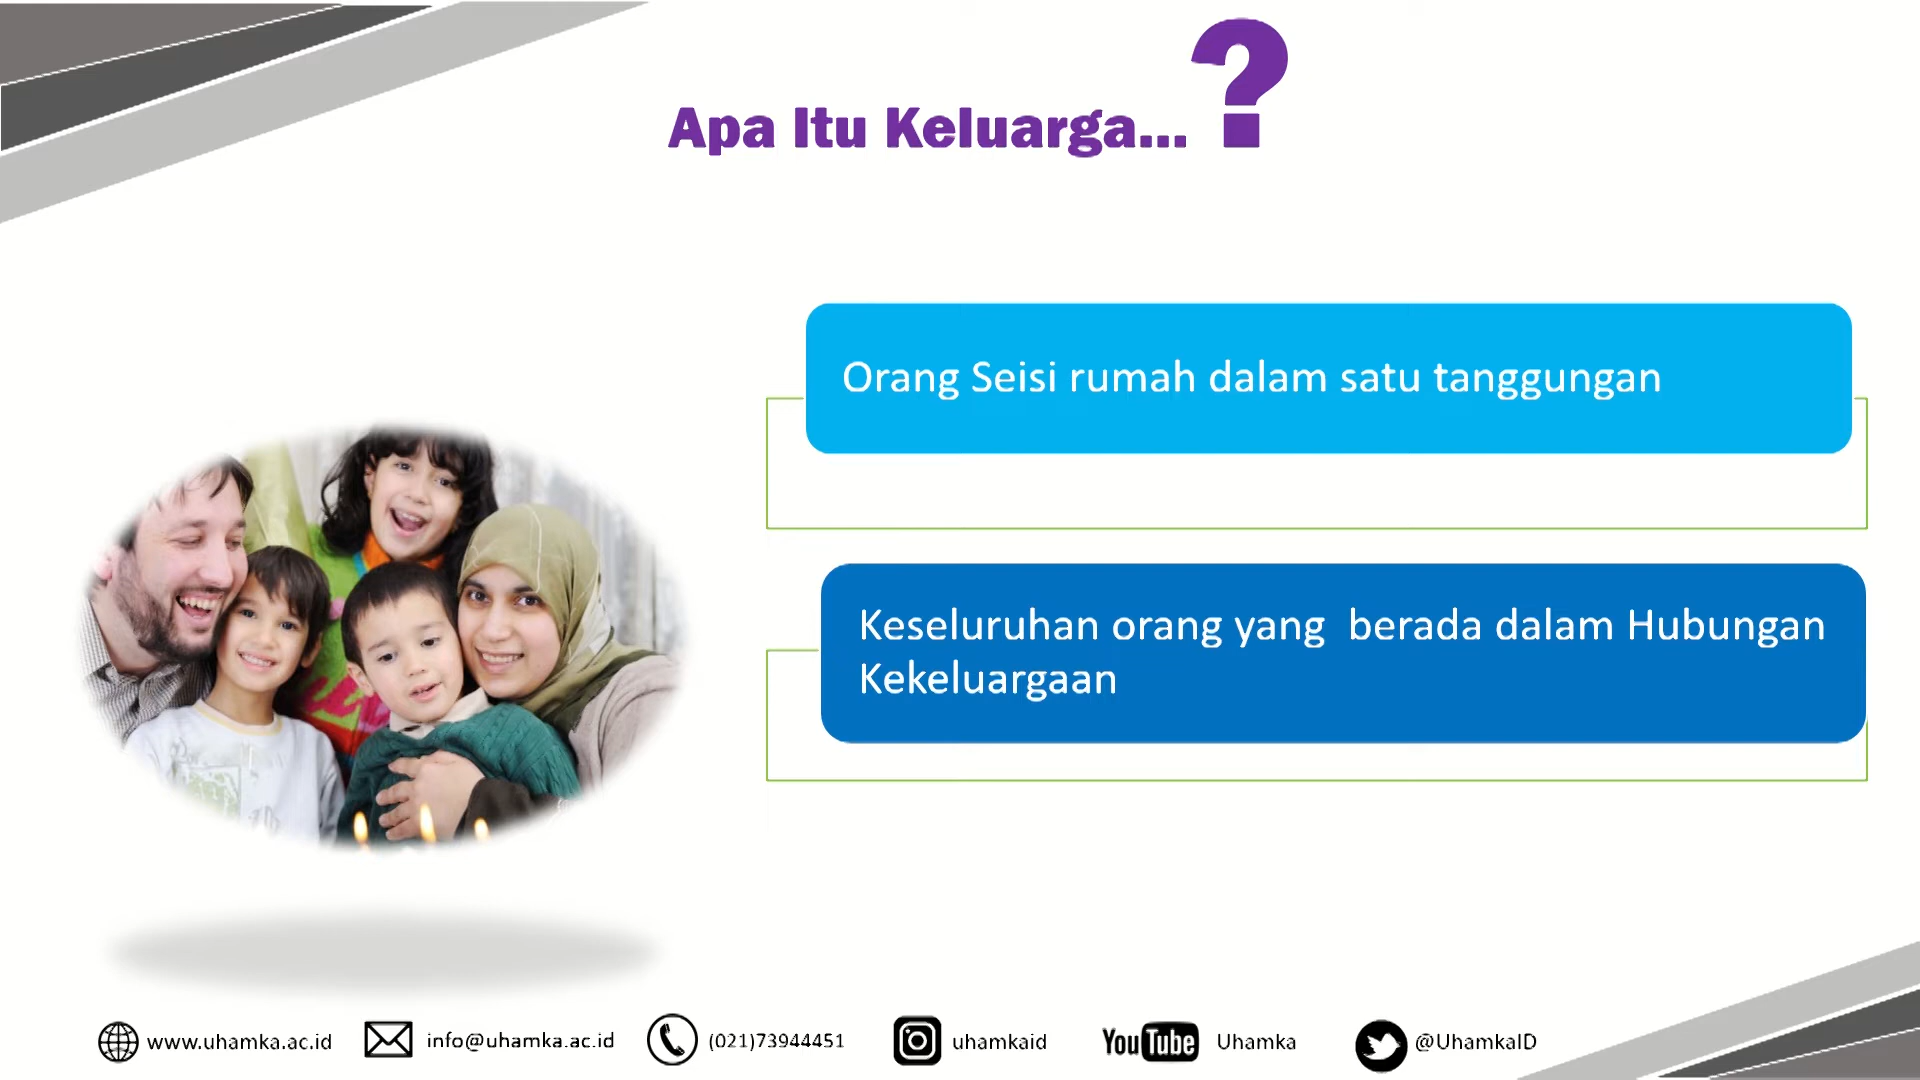 Apa Itu Keluarga...?
Orang Seisi rumah dalam satu tanggungan
Keseluruhan orang yang berada dalam Hubungan
Kekeluargaan
www.uhamka.ac.id info@uhamka.ac.id (021)73944451 uhamkaid YouTube Uhamka @UhamkaID